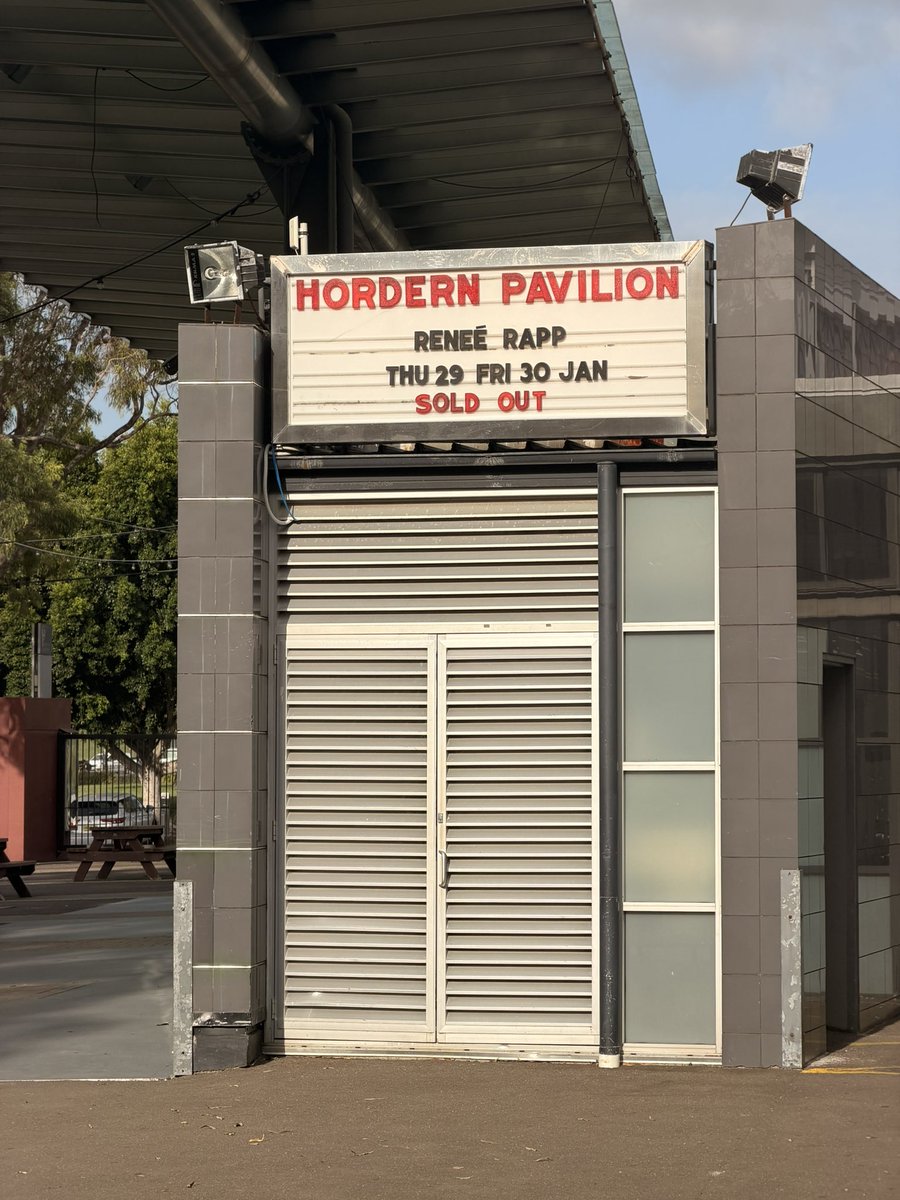 HORDERN PAVILION
RENEÉ RAPP
THU 29 FRI 30 JAN
SOLD OUT